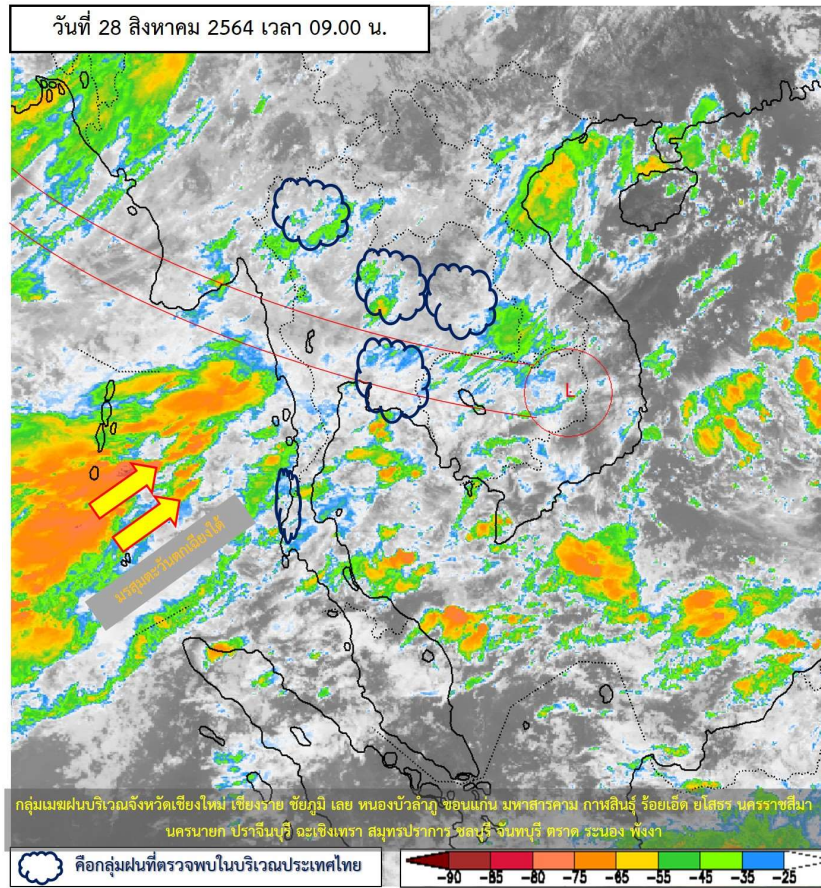 วันที่ 28 สิงหาคม 2564 เวลา 09.00 น.
L
มรสุมตะวันตกเฉียงใต้
กลุ่มเมฆฝนบริเวณจังหวัดเชียงใหม่ เชียงราย ชัยภูมิ เลย หนองบัวลำภู ขอนแก่น มหาสารคาม กาฬสินธุ์ ร้อยเอ็ด ยโสธร นครราชสีมา
นครนายก ปราจีนบุรี ฉะเชิงเทรา สมุทรปราการ ชลบุรี จันทบุรี ตราด ระนอง พังงา
คือกลุ่มฝนที่ตรวจพบในบริเวณประเทศไทย
-90 -85 -80 -75 -65 -55 -45 -35 -25